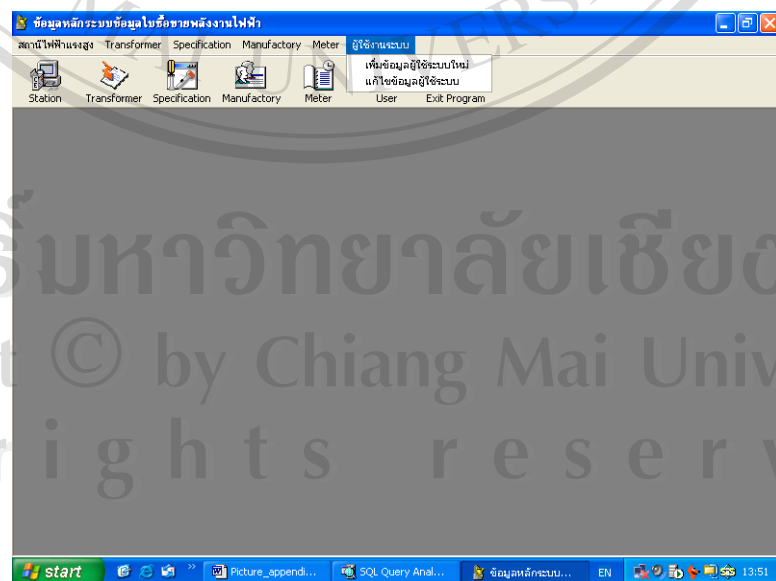 ข้อมูลหลักระบบข้อมูลใบซื้อขายพลังงานไฟฟ้า
สถานีไฟฟ้าแรงสูง Transformer Specification Manufactory Meter ผู้ใช้งานระบบ
เพิ่มข้อมูลผู้ใช้ระบบใหม่
แก้ไขข้อมูลผู้ใช้ระบบ
Station Transformer Specification Manufactory Meter User Exit Program
MAI UNIVERS
ธิ์มหาวิทยาลัยเชียง
t © by Chiang Mai Univ
rights reserv
start Picture_appendi... SQL Query Anal... ข้อมูลหลักระบบ... EN 13:51